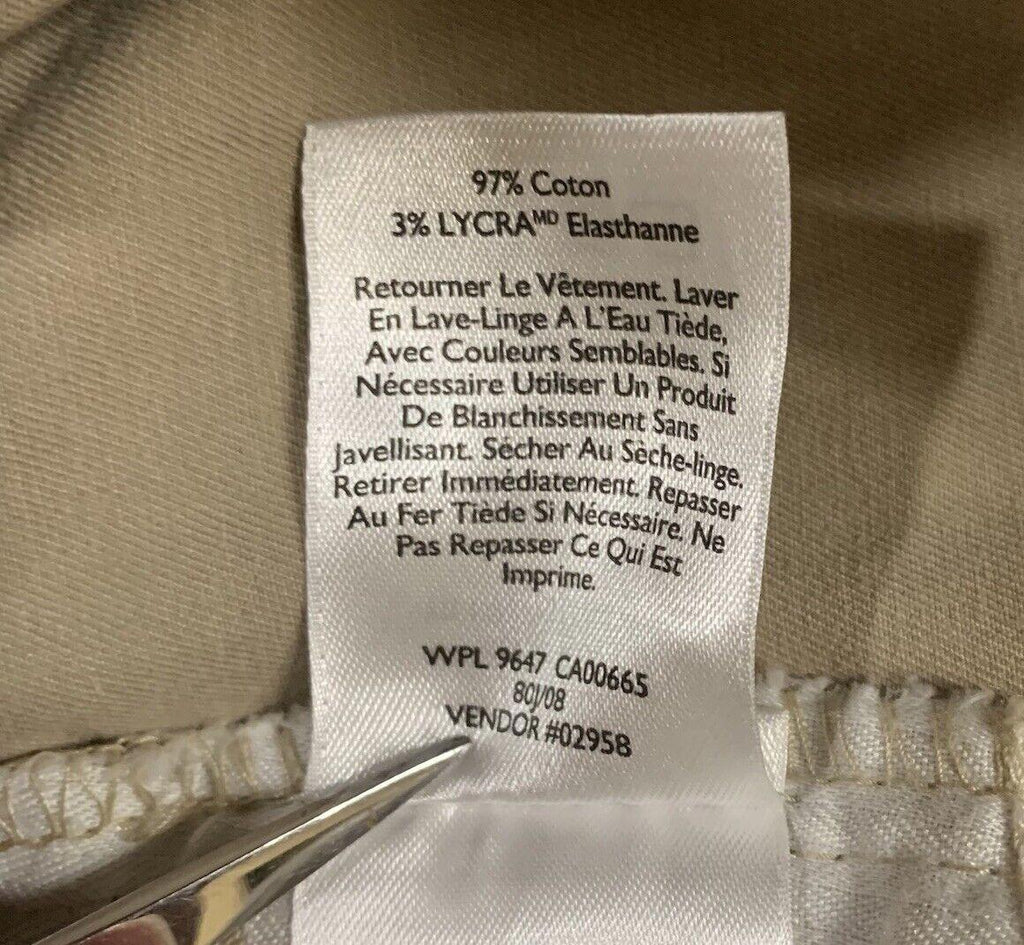 97% Coton
3% LYCRAᴹᴰ Elasthanne
Retourner Le Vêtement. Laver
En Lave-Linge A L'Eau Tiède,
Avec Couleurs Semblables. Si
Nécessaire Utiliser Un Produit
De Blanchissement Sans
Javellisant. Sécher Au Sèche-linge.
Retirer Immédiatement. Repasser
Au Fer Tiède Si Nécessaire. Ne
Pas Repasser Ce Qui Est
Imprime.
WPL 9647 CA00665
80J/08
VENDOR #02958